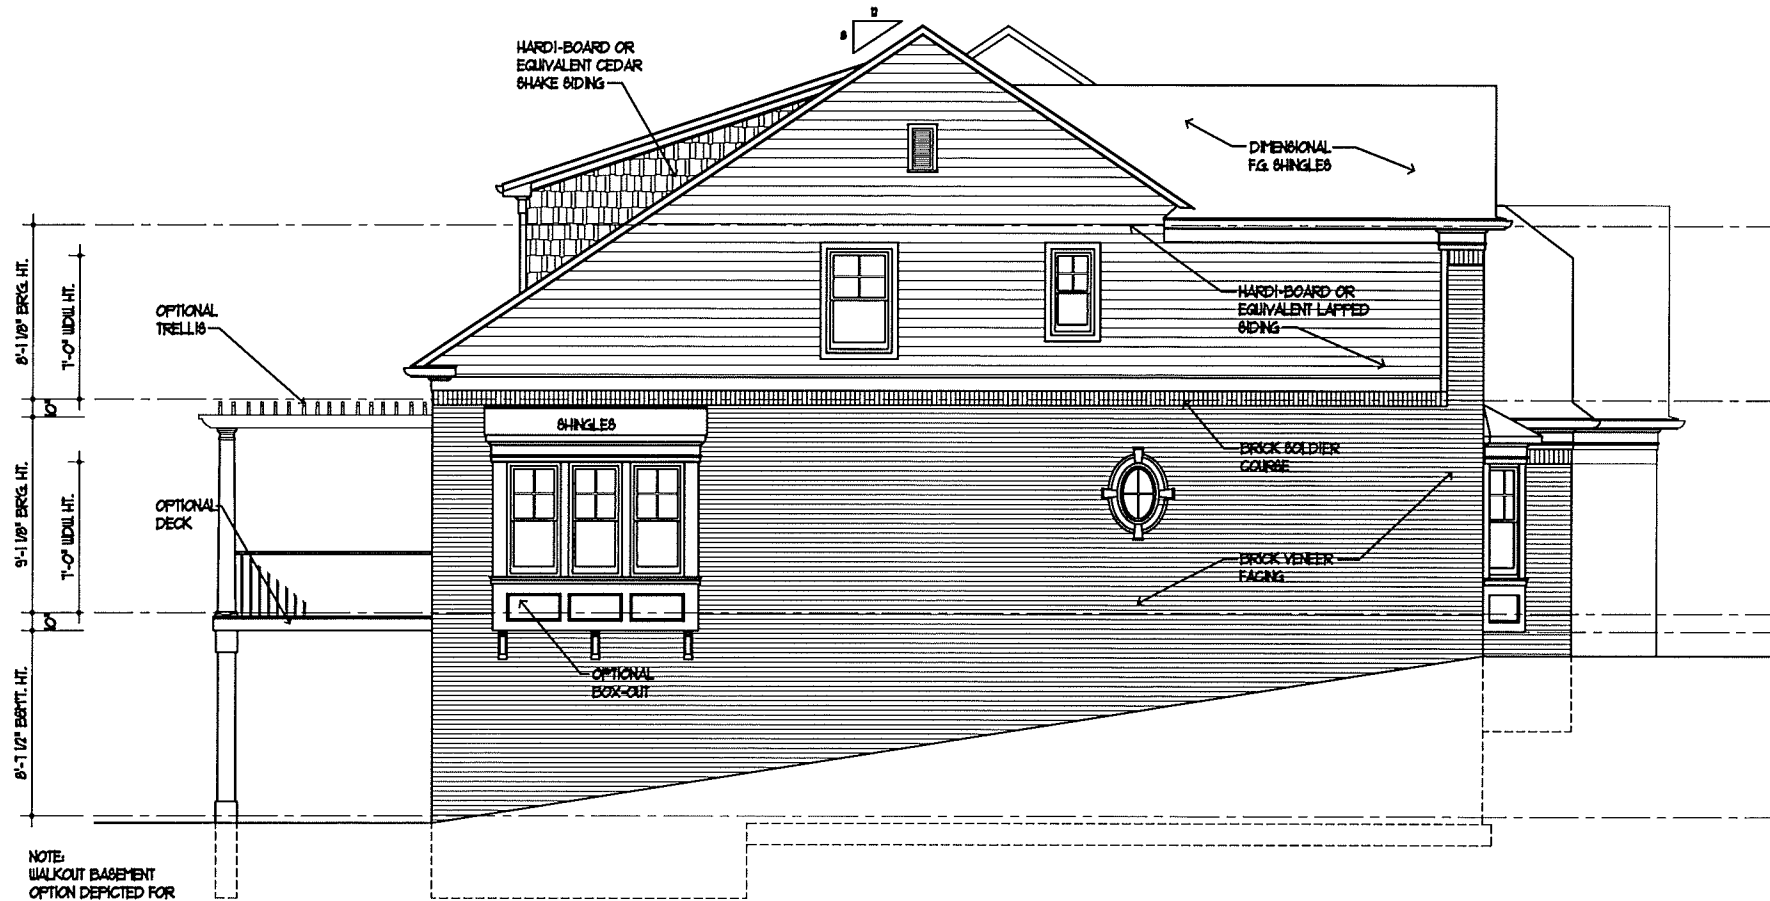 12
8
HARDI-BOARD OR
EQUIVALENT CEDAR
SHAKE SIDING
DIMENSIONAL
F.G. SHINGLES
8'-1 1/8" BRG. HT.
7'-0" WDW. HT.
OPTIONAL
TRELLIS
HARDI-BOARD OR
EQUIVALENT LAPPED
SIDING
10"
SHINGLES
BRICK SOLDIER
COURSE
9'-1 1/8" BRG. HT.
7'-0" WDW. HT.
OPTIONAL
DECK
BRICK VENEER
FACING
10"
OPTIONAL
BOX-OUT
8'-7 1/2" BSMT. HT.
NOTE:
WALKOUT BASEMENT
OPTION DEPICTED FOR